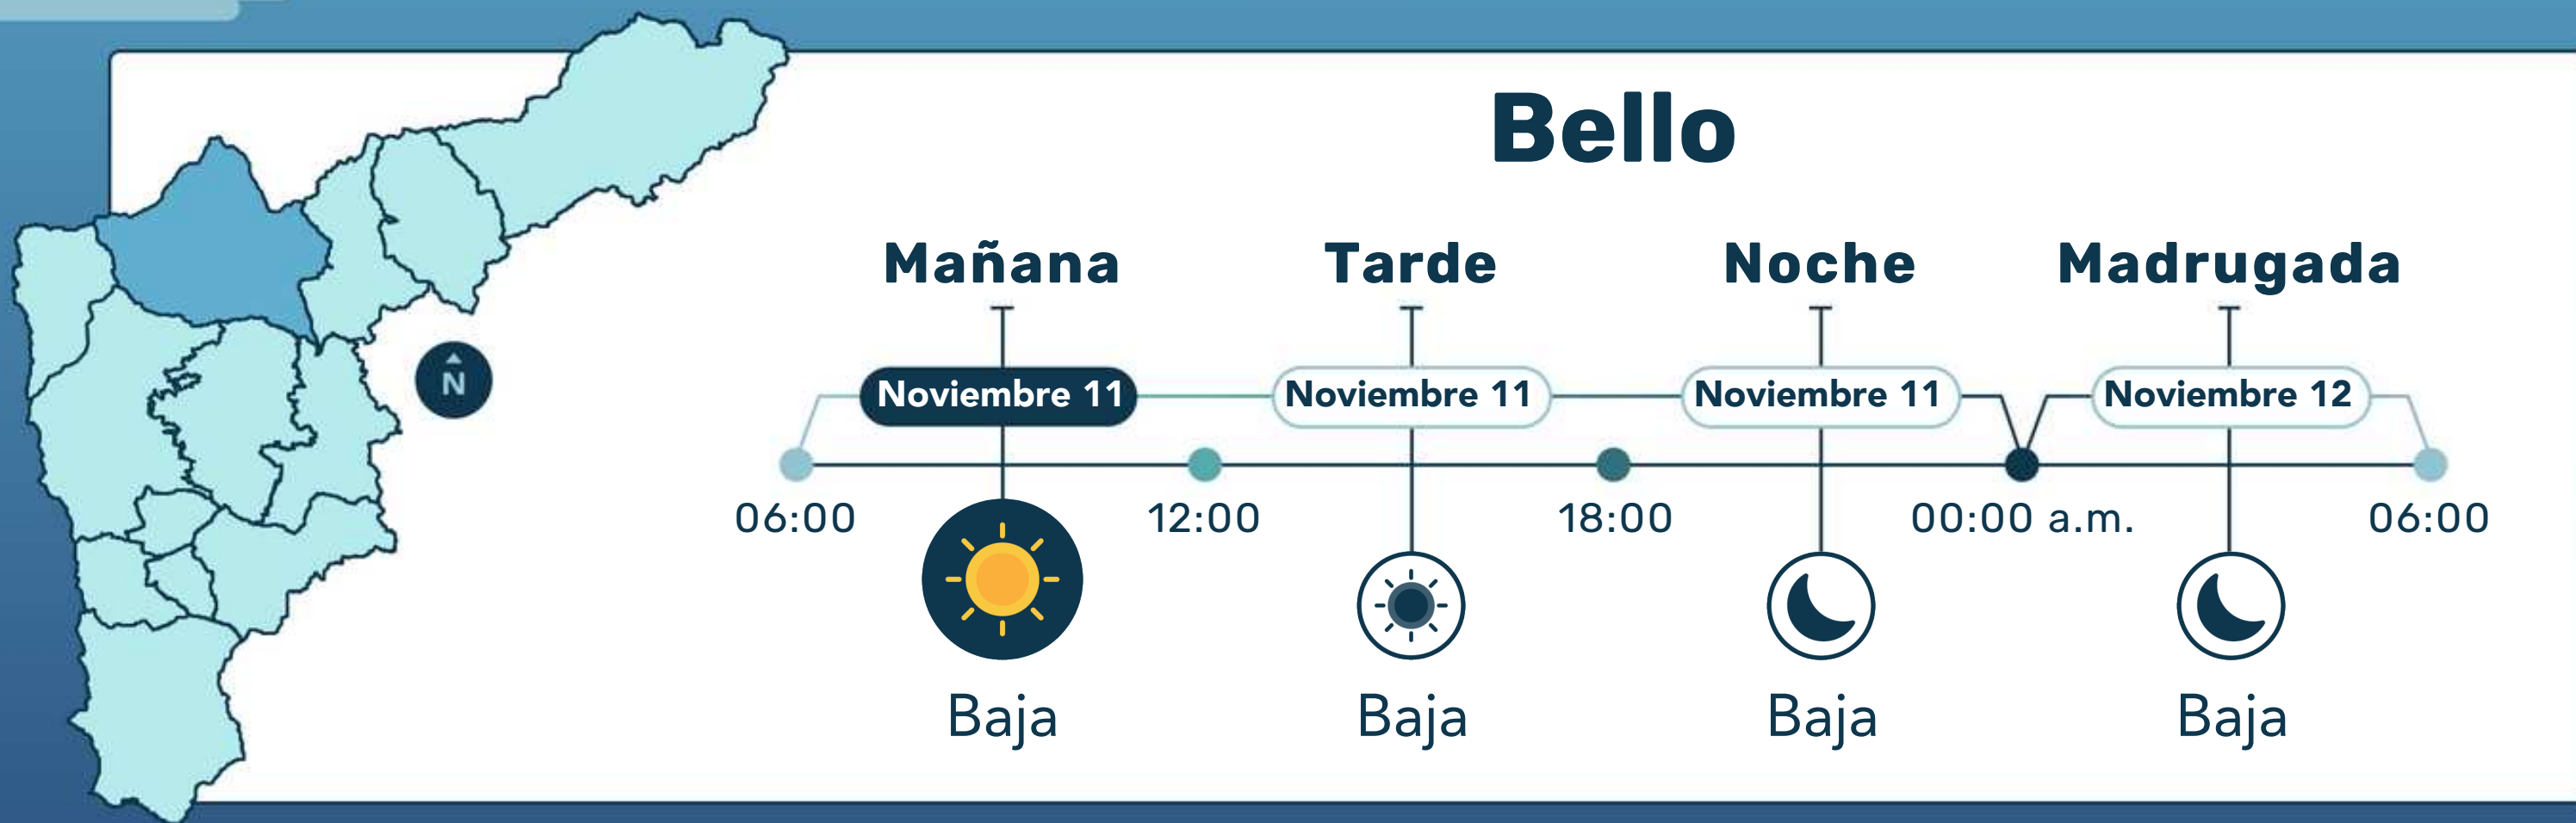 Bello
Mañana Tarde Noche Madrugada
N
Noviembre 11 Noviembre 11 Noviembre 11 Noviembre 12
06:00 12:00 18:00 00:00 a.m. 06:00
Baja Baja Baja Baja